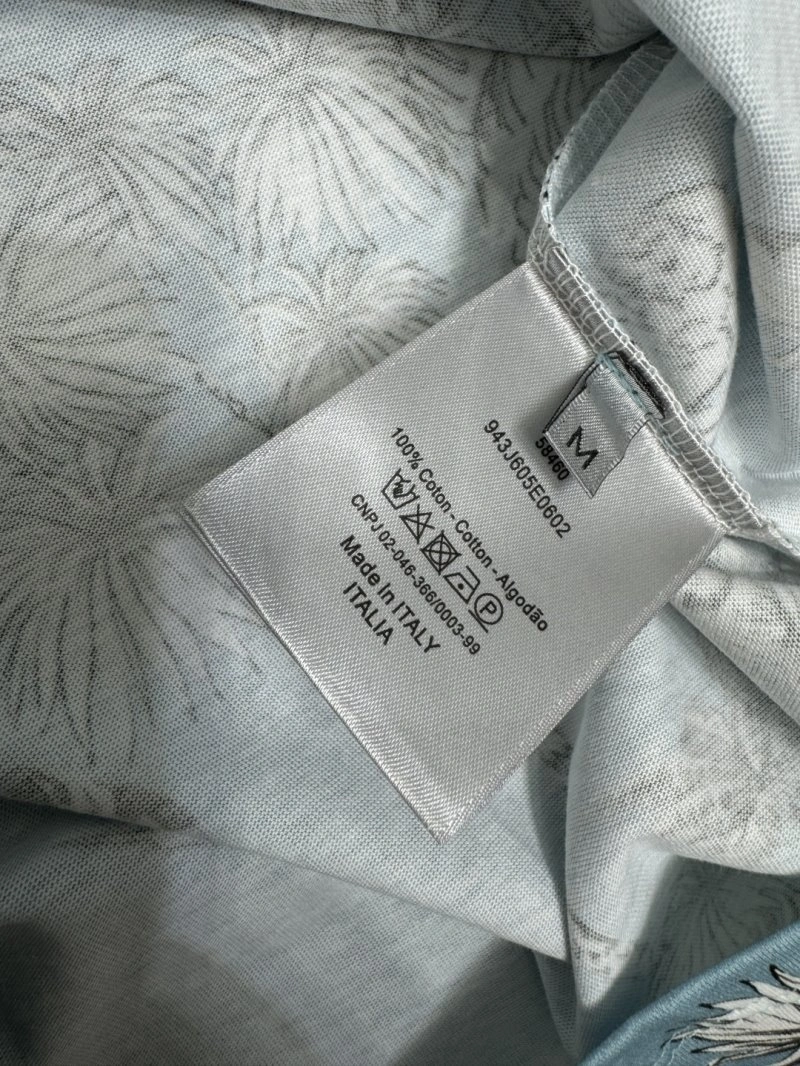 M
58460
943J605E0602
100% Coton - Cotton - Algodão
P
CNPJ 02-046-366/0003-99
Made in ITALY
ITALIA